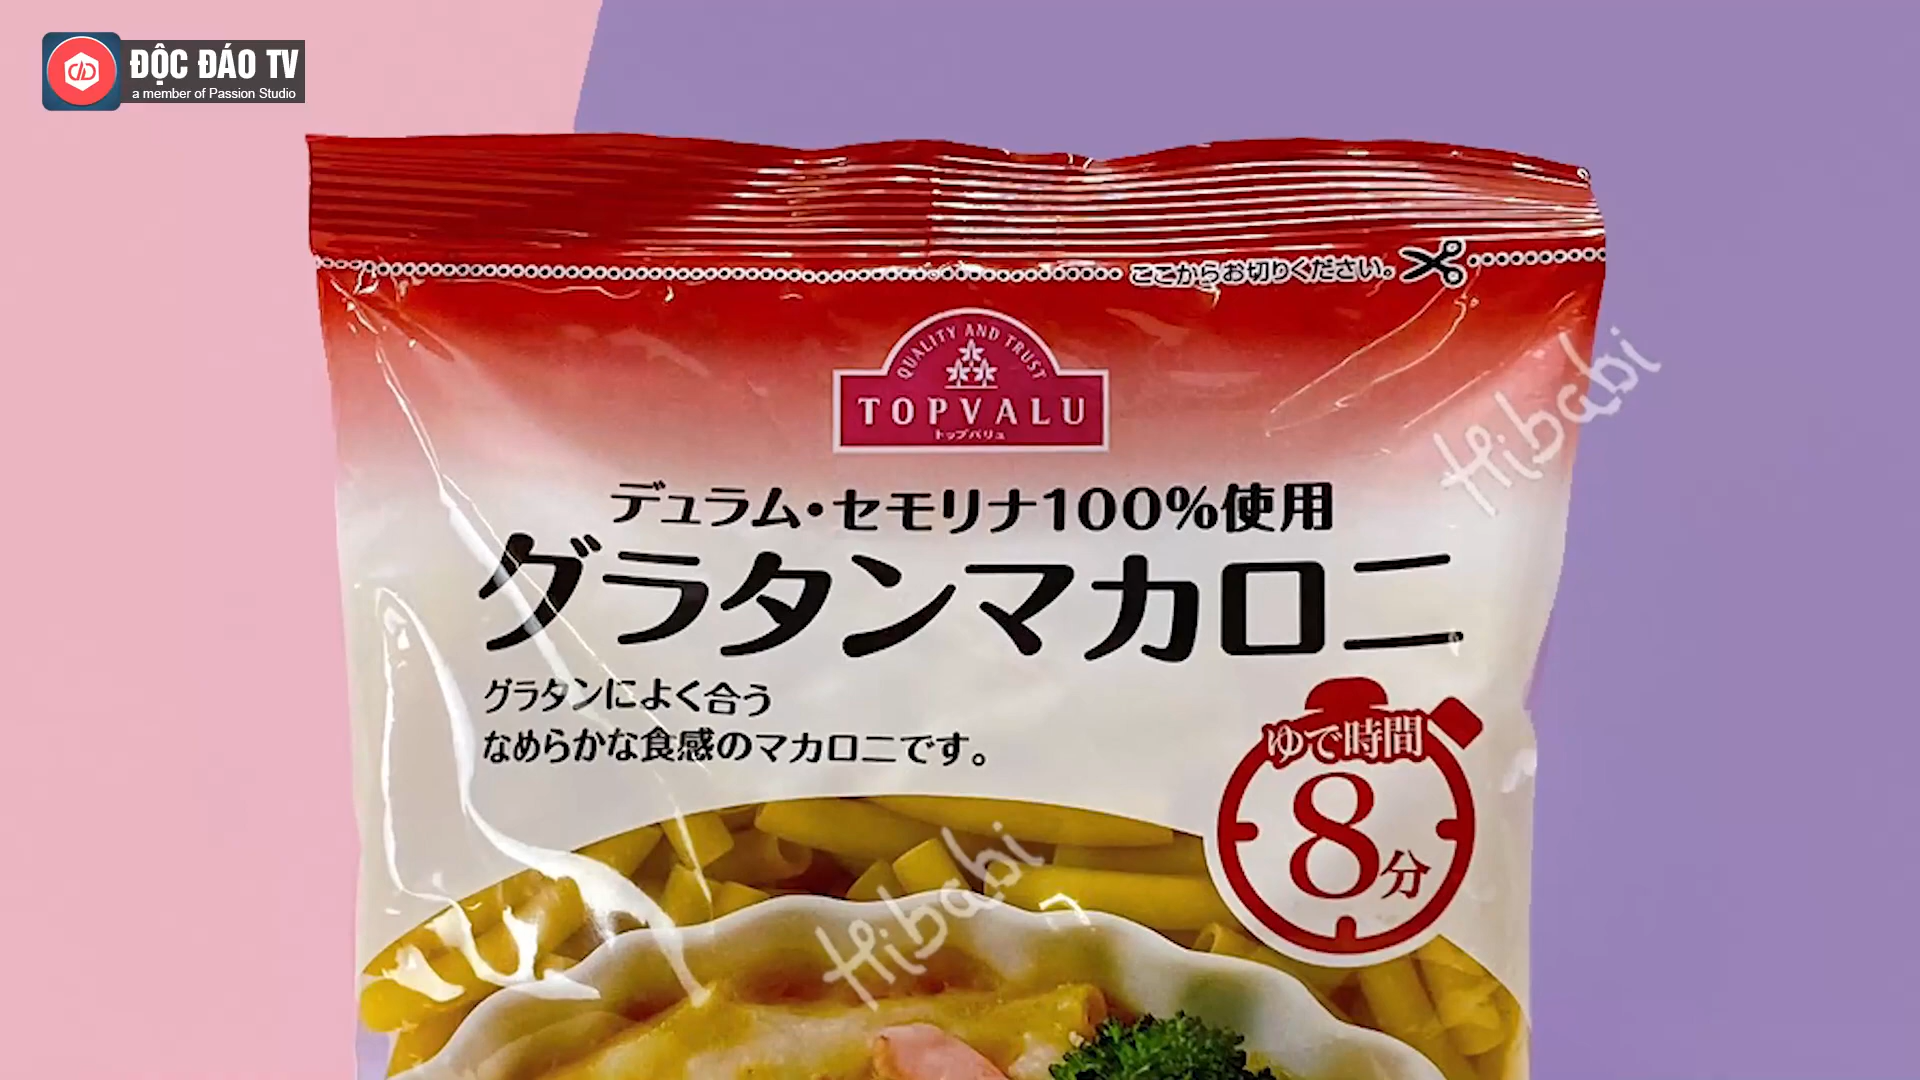 ĐỘC ĐÁO TV
a member of Passion Studio
ここからお切りください。
QUALITY AND TRUST
TOPVALU
トップバリュ
デュラム・セモリナ100%使用
グラタンマカロニ
グラタンによく合う
なめらかな食感のマカロニです。
ゆで時間
8分
Hibabi
Hibabi